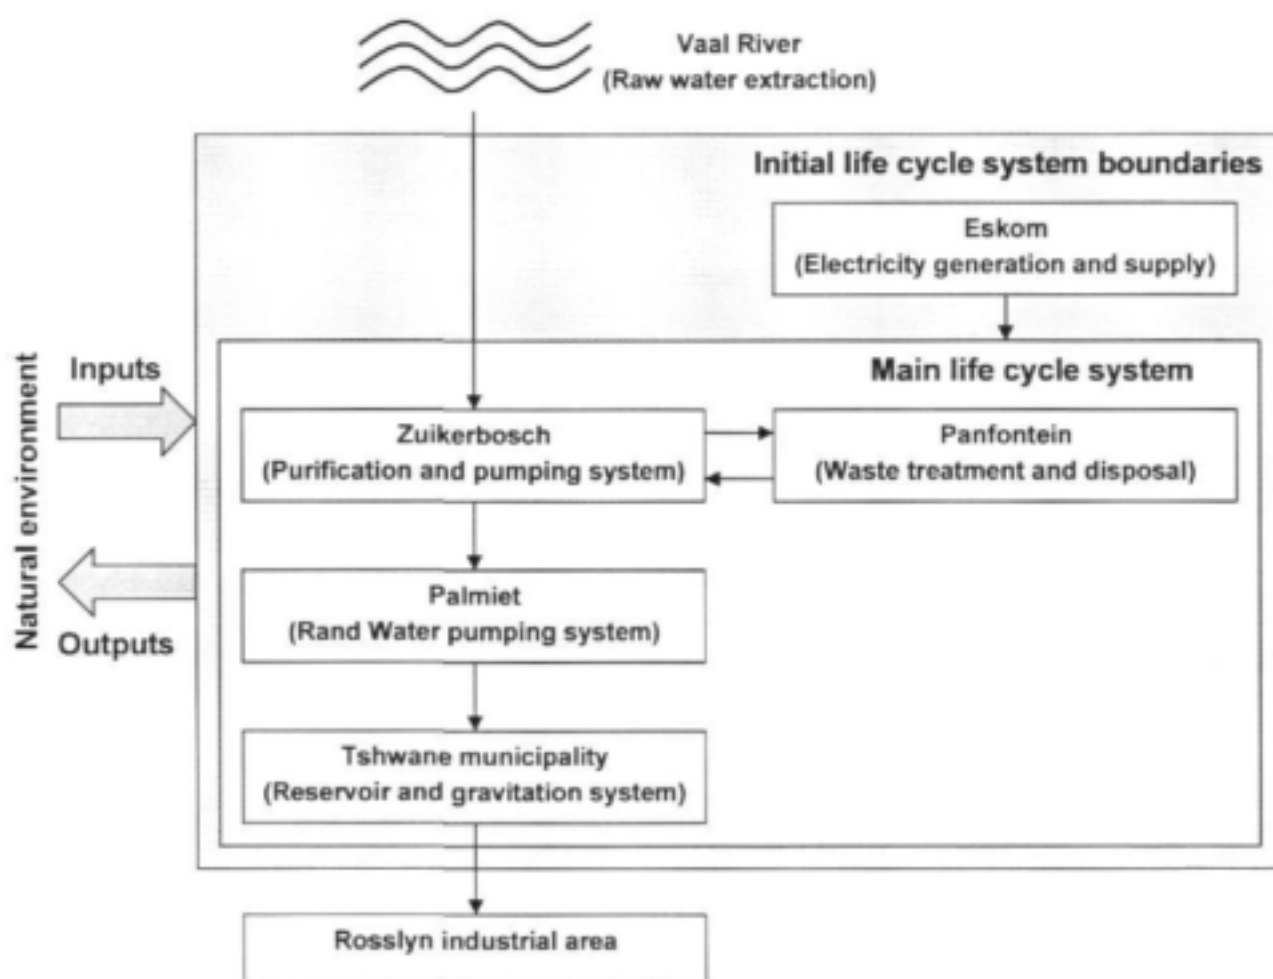 Vaal River
(Raw water extraction)
Initial life cycle system boundaries
Eskom
(Electricity generation and supply)
Natural environment
Inputs
Outputs
Main life cycle system
Zuikerbosch
(Purification and pumping system)
Panfontein
(Waste treatment and disposal)
Palmiet
(Rand Water pumping system)
Tshwane municipality
(Reservoir and gravitation system)
Rosslyn industrial area